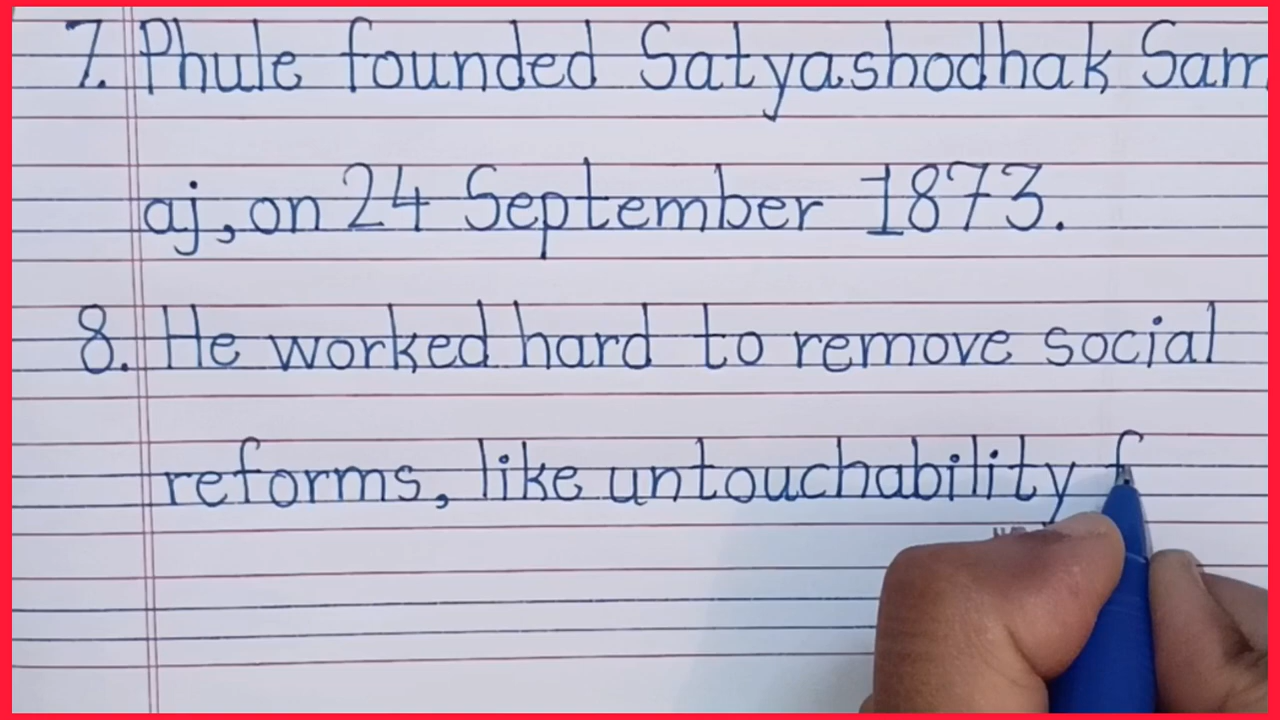 7. Phule founded Satyashodhak Sam
aj, on 24 September 1873.
8. He worked hard to remove social
reforms, like untouchability f